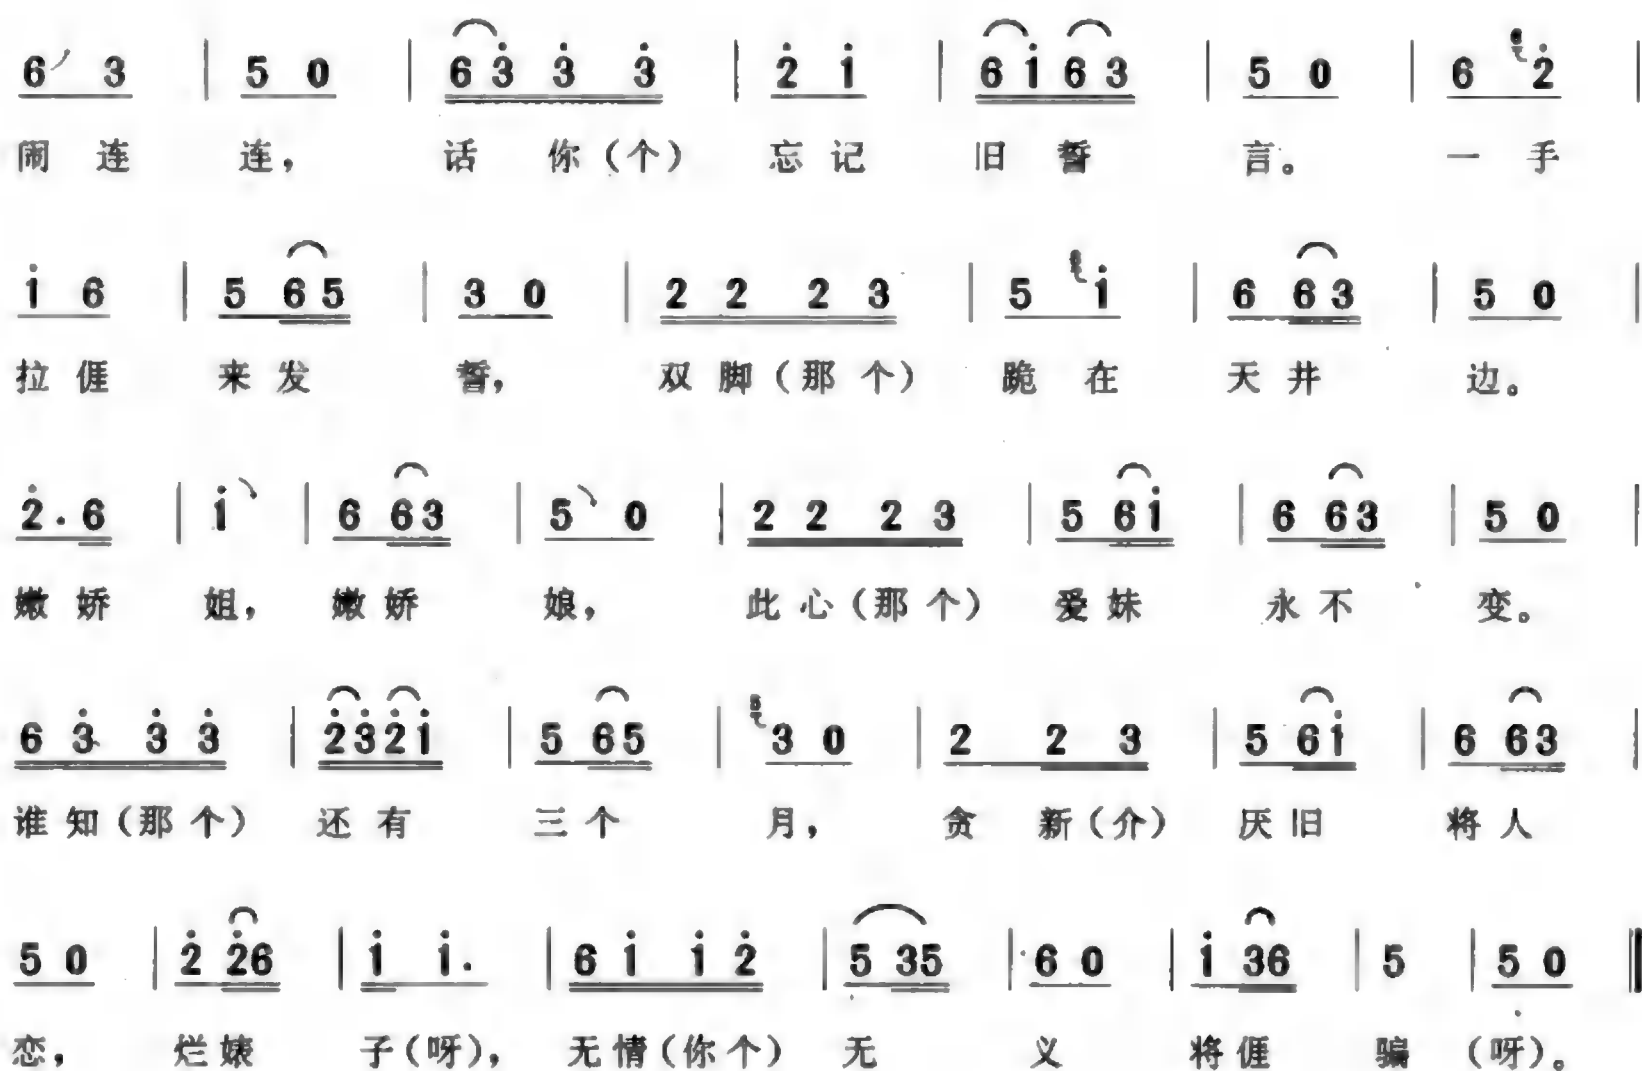 6 3 | 5 0 | 6 3̇ 3̇ 3̇ | 2̇ 1̇ | 6 1̇ 6 3 | 5 0 | 6 2̇ |
闹 连 连， 话 你（个） 忘 记 旧 誓 言。 一 手
1̇ 6 | 5 6 5 | 3 0 | 2 2 2 3 | 5 1̇ | 6 6 3 | 5 0 |
拉 𠊎 来 发 誓， 双 脚（那 个） 跪 在 天 井 边。
2̇ · 6 | 1̇ | 6 6 3 | 5 0 | 2 2 2 3 | 5 6 1̇ | 6 6 3 | 5 0 |
嫩 娇 姐， 嫩 娇 娘， 此 心（那 个） 爱 妹 永 不 变。
6 3̇ 3̇ 3̇ | 2̇ 3̇ 2̇ 1̇ | 5 6 5 | 3 0 | 2 2 3 | 5 6 1̇ | 6 6 3 |
谁 知（那 个） 还 有 三 个 月， 贪 新（介） 厌 旧 将 人
5 0 | 2̇ 2̇ 6 | 1̇ 1̇ · | 6 1̇ 1̇ 2̇ | 5 3 5 | 6 0 | 1̇ 3 6 | 5 | 5 0 ‖
恋， 烂 婊 子（呀）， 无 情（你 个） 无 义 将 𠊎 骗 （呀）。